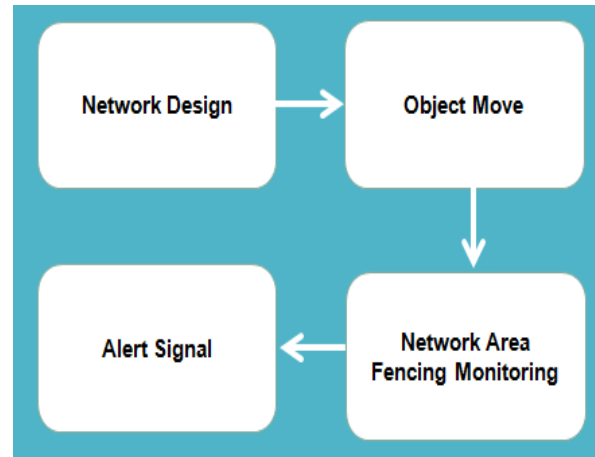 Network Design
Object Move
Network Area
Fencing Monitoring
Alert Signal